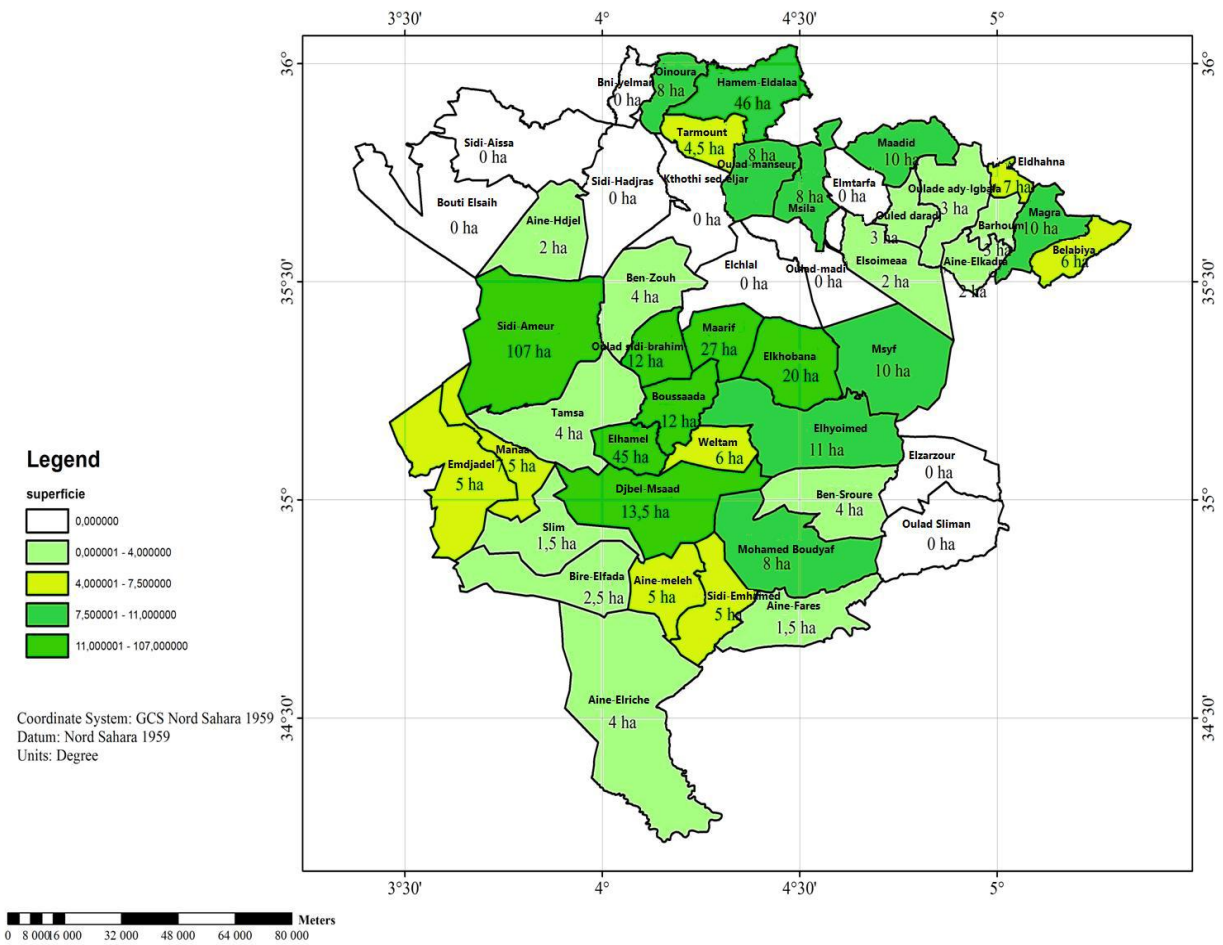 3°30'
4°
4°30'
5°
36°
36°
35°30'
35°30'
35°
35°
34°30'
34°30'
Bni-yelman
0 ha
Oinoura
8 ha
Hamem-Eldalaa
46 ha
Sidi-Aissa
0 ha
Tarmount
4,5 ha
Maadid
10 ha
8 ha
Oulad-manseur
Eldhahna
7 ha
Sidi-Hadjras
0 ha
Kthothi sed eljar
0 ha
Elmtarfa
0 ha
Oulade ady-lgbala
3 ha
Bouti Elsaih
0 ha
8 ha
Msila
Magra
10 ha
Aine-Hdjel
2 ha
Ouled daradj
3 ha
Barhoum
3 ha
Belabiya
6 ha
Ben-Zouh
4 ha
Elchlal
0 ha
Oulad-madi
0 ha
Elsoimeaa
2 ha
Aine-Elkadra
2 ha
Sidi-Ameur
107 ha
Oulad sidi-brahim
12 ha
Maarif
27 ha
Elkhobana
20 ha
Msyf
10 ha
Boussaada
12 ha
Tamsa
4 ha
Elhamel
45 ha
Weltam
6 ha
Elhyoimed
11 ha
Elzarzour
0 ha
Manaa
7,5 ha
Emdjadel
5 ha
Djbel-Msaad
13,5 ha
Ben-Sroure
4 ha
Oulad Sliman
0 ha
Slim
1,5 ha
Mohamed Boudyaf
8 ha
Bire-Elfada
2,5 ha
Aine-meleh
5 ha
Sidi-Emhamed
5 ha
Aine-Fares
1,5 ha
Aine-Elriche
4 ha
Legend
superficie
0,000000
0,000001 - 4,000000
4,000001 - 7,500000
7,500001 - 11,000000
11,000001 - 107,000000
Coordinate System: GCS Nord Sahara 1959
Datum: Nord Sahara 1959
Units: Degree
3°30'
4°
4°30'
5°
Meters
0 8 000 16 000 32 000 48 000 64 000 80 000